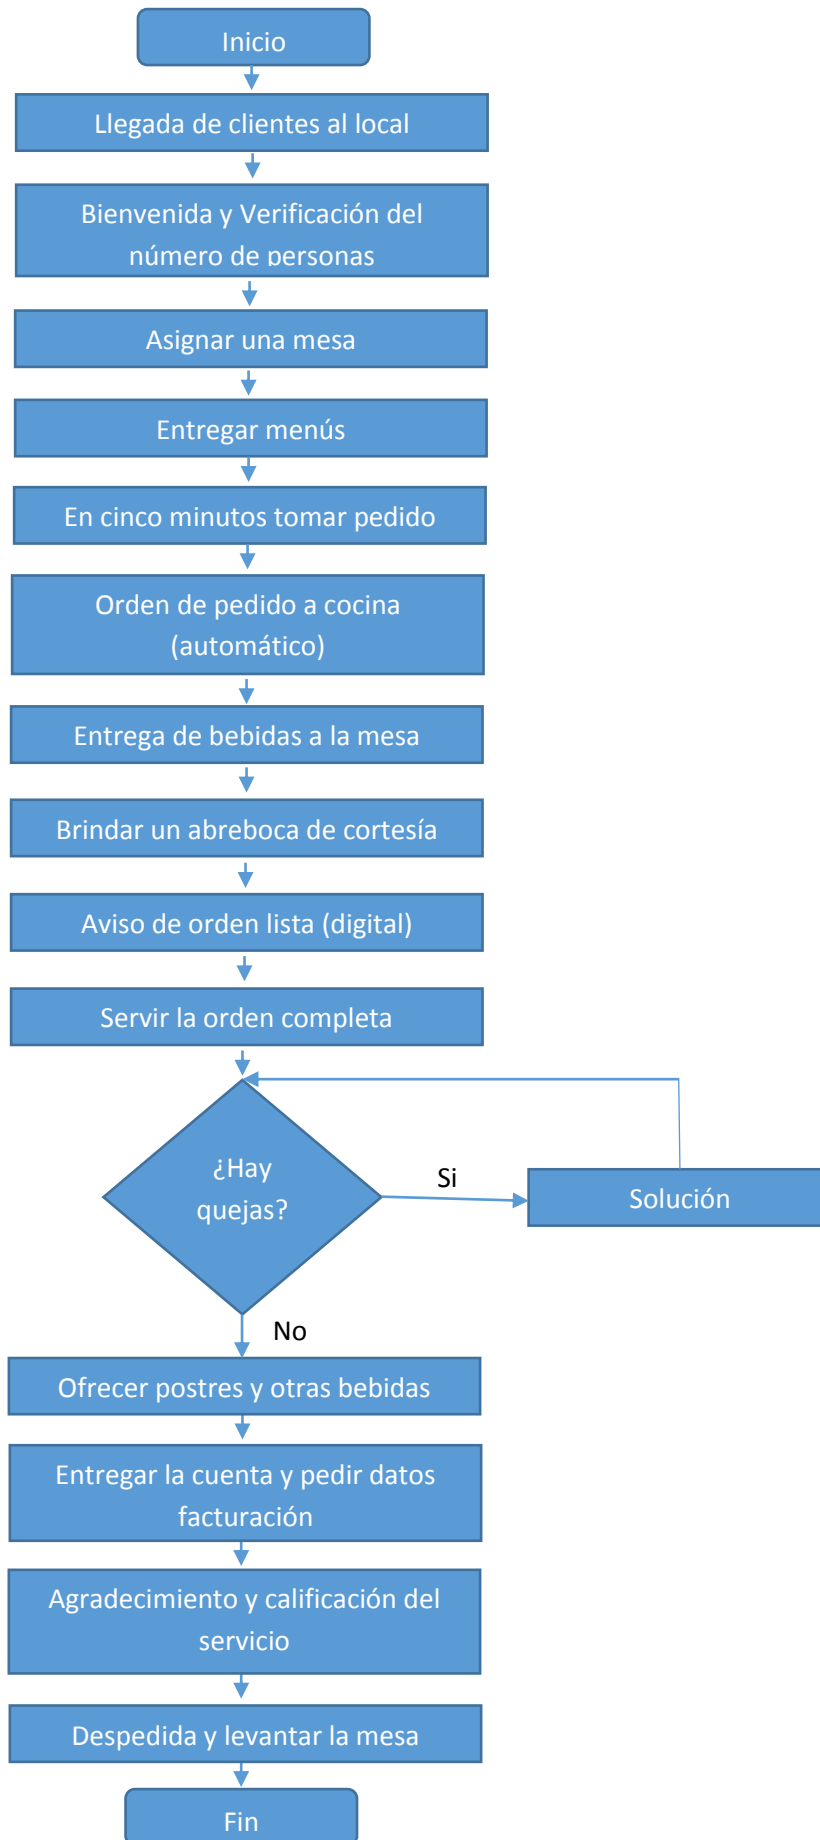 Inicio
Llegada de clientes al local
Bienvenida y Verificación del
número de personas
Asignar una mesa
Entregar menús
En cinco minutos tomar pedido
Orden de pedido a cocina
(automático)
Entrega de bebidas a la mesa
Brindar un abreboca de cortesía
Aviso de orden lista (digital)
Servir la orden completa
¿Hay
quejas?
Si
Solución
No
Ofrecer postres y otras bebidas
Entregar la cuenta y pedir datos
facturación
Agradecimiento y calificación del
servicio
Despedida y levantar la mesa
Fin